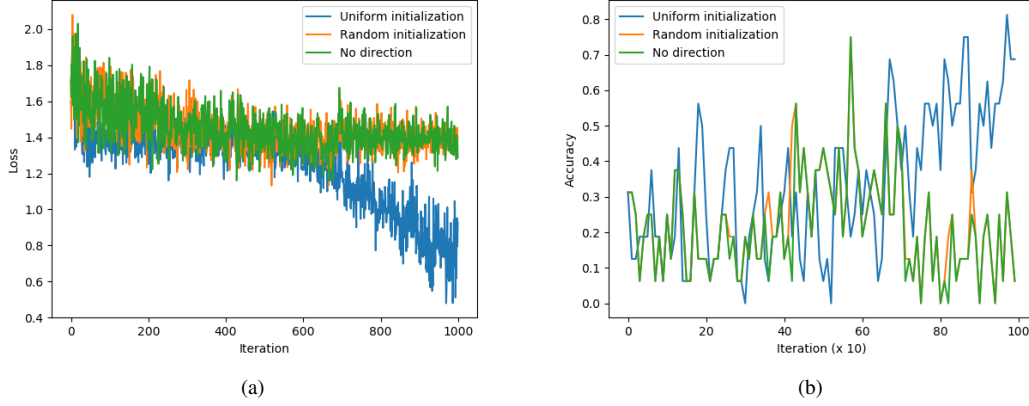 2.0
1.8
1.6
1.4
1.2
1.0
0.8
0.6
0.4
Loss
0
200
400
600
800
1000
Iteration
Uniform initialization
Random initialization
No direction
(a)
0.8
0.7
0.6
0.5
0.4
0.3
0.2
0.1
0.0
Accuracy
0
20
40
60
80
100
Iteration (x 10)
Uniform initialization
Random initialization
No direction
(b)